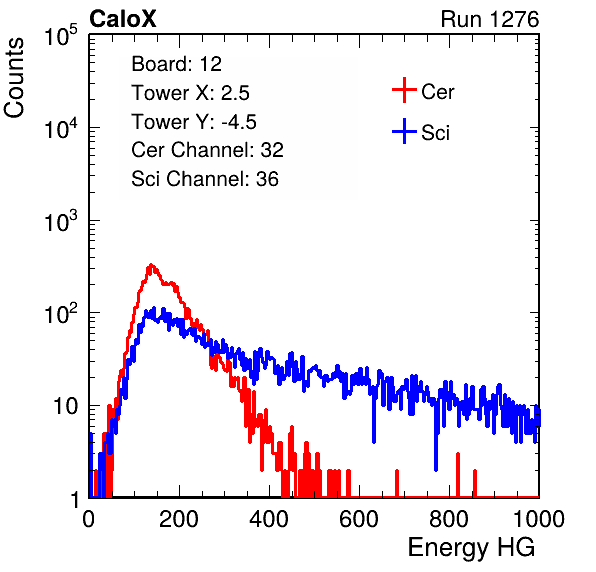 CaloX Run 1276
Counts
10^5
10^4
10^3
10^2
10
1
Board: 12
Tower X: 2.5
Tower Y: -4.5
Cer Channel: 32
Sci Channel: 36
Cer
Sci
0 200 400 600 800 1000
Energy HG